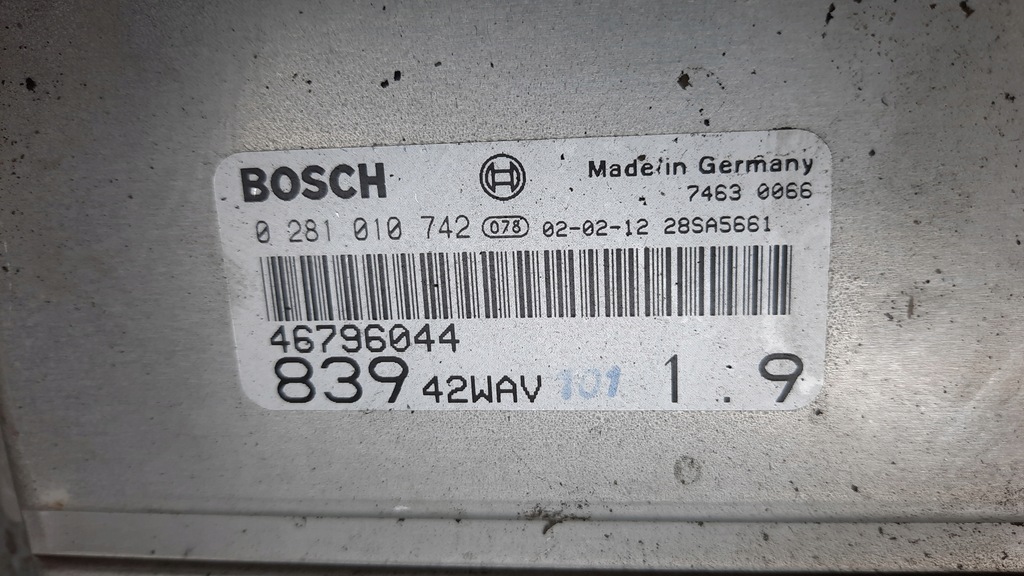 BOSCH
Made in Germany
7463 0066
0 281 010 742 078 02-02-12 28SA5661
46796044
839 42WAV 101 1.9